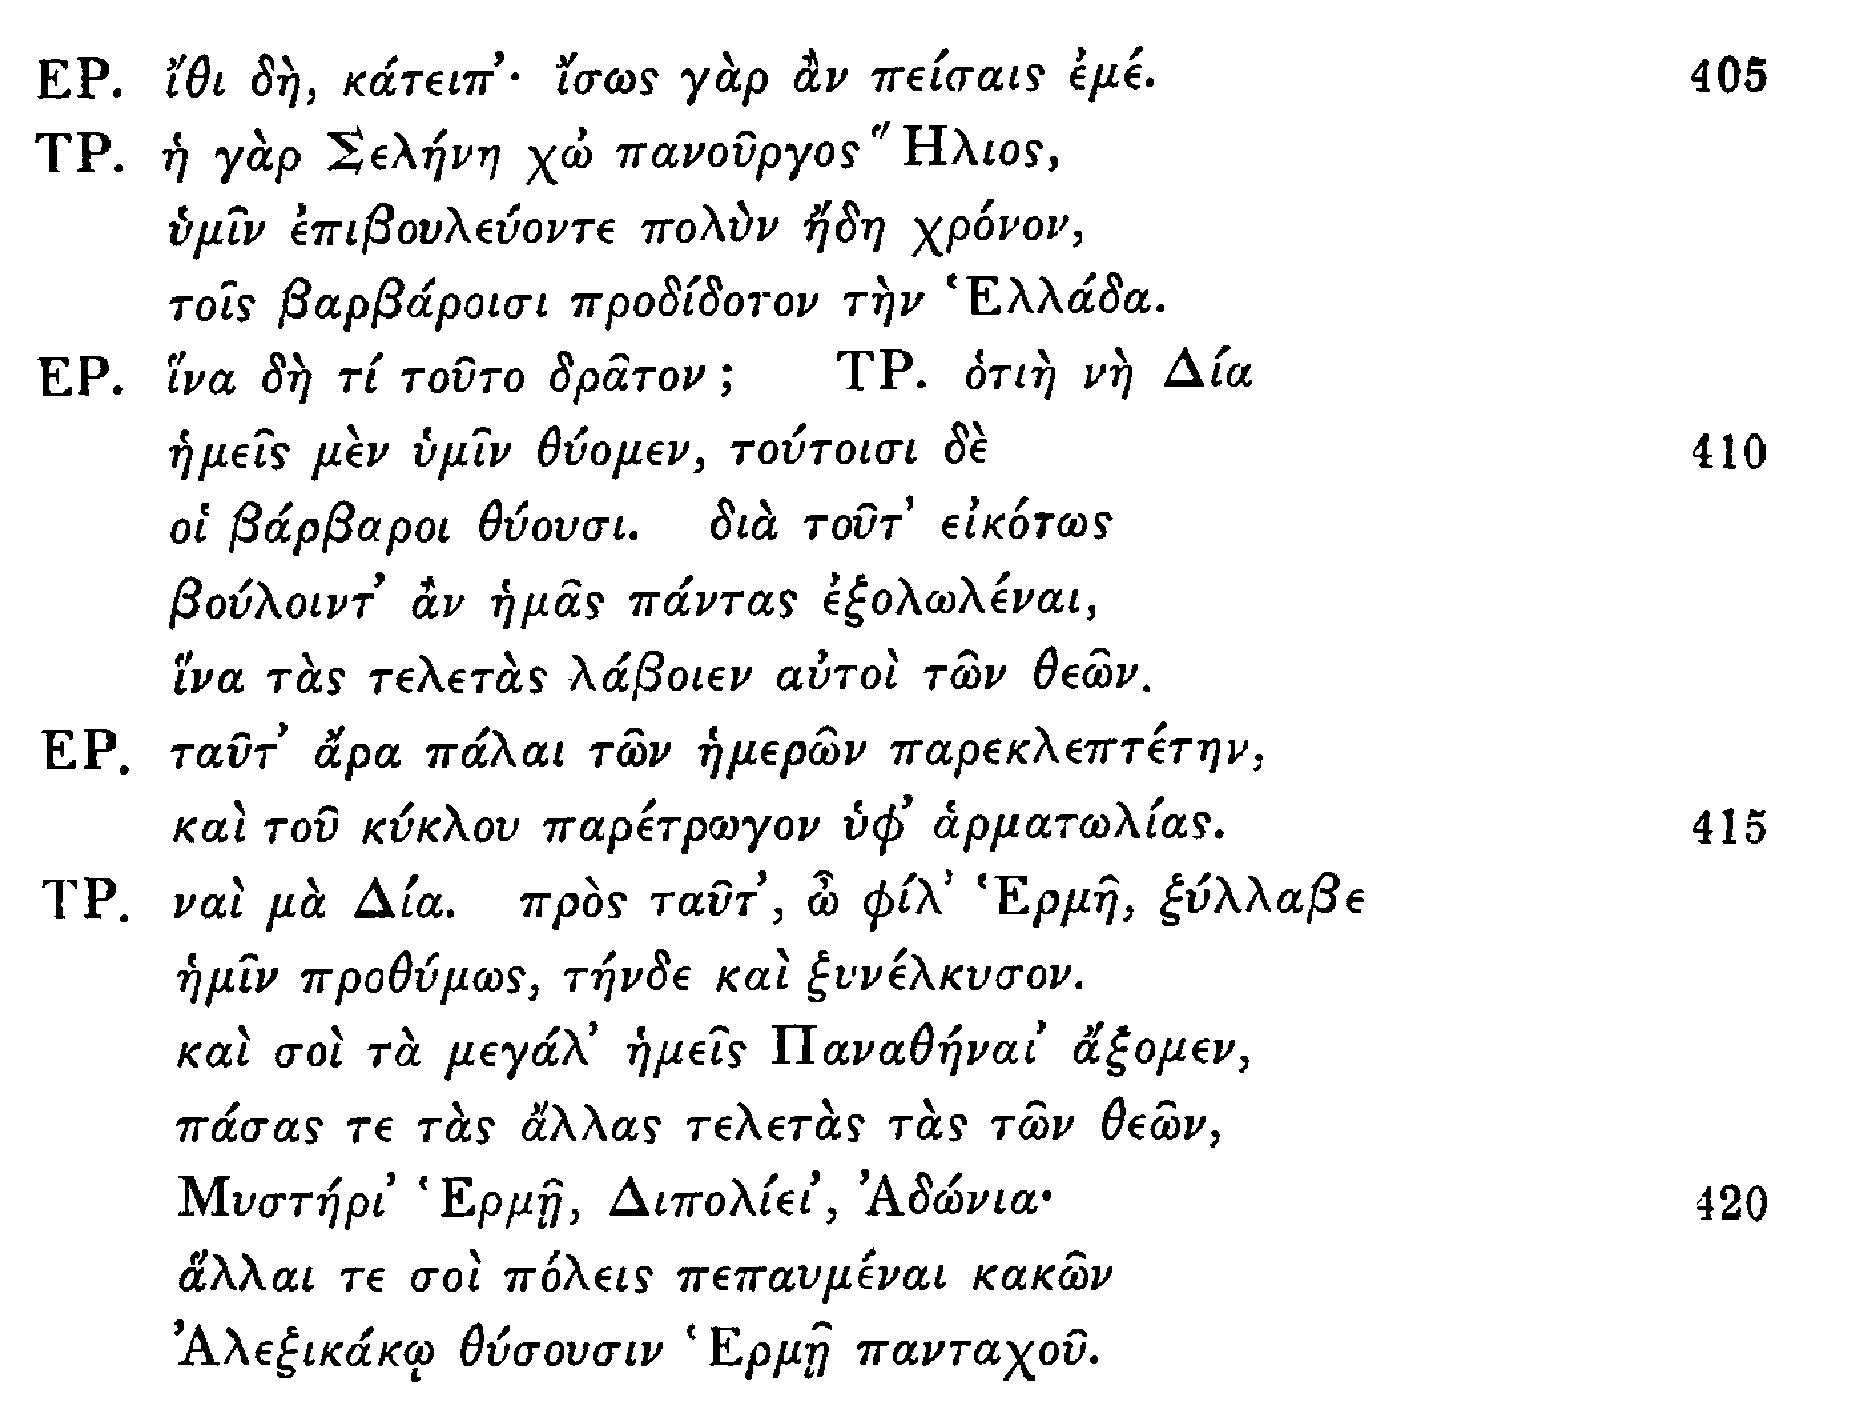 ΕΡ. ἴθι δὴ, κάτειπ’· ἴσως γὰρ ἂν πείσαις ἐμέ. 405
ΤΡ. ἡ γὰρ Σελήνη χὠ πανοῦργος Ἥλιος,
ὑμῖν ἐπιβουλεύοντε πολὺν ἤδη χρόνον,
τοῖς βαρβάροισι προδίδοτον τὴν Ἑλλάδα.
ΕΡ. ἵνα δὴ τί τοῦτο δρᾶτον; ΤΡ. ὁτιὴ νὴ Δία
ἡμεῖς μὲν ὑμῖν θύομεν, τούτοισι δὲ 410
οἱ βάρβαροι θύουσι. διὰ τοῦτ’ εἰκότως
βούλοιντ’ ἂν ἡμᾶς πάντας ἐξολωλέναι,
ἵνα τὰς τελετὰς λάβοιεν αὐτοὶ τῶν θεῶν.
ΕΡ. ταῦτ’ ἄρα πάλαι τῶν ἡμερῶν παρεκλεπτέτην,
καὶ τοῦ κύκλου παρέτρωγον ὑφ’ ἁρματωλίας. 415
ΤΡ. ναὶ μὰ Δία. πρὸς ταῦτ’, ὦ φίλ’ Ἑρμῆ, ξύλλαβε
ἡμῖν προθύμως, τήνδε καὶ ξυνέλκυσον.
καὶ σοὶ τὰ μεγάλ’ ἡμεῖς Παναθήναι’ ἄξομεν,
πάσας τε τὰς ἄλλας τελετὰς τὰς τῶν θεῶν,
Μυστήρι’ Ἑρμῇ, Διπολίει’, Ἀδώνια· 420
ἄλλαι τε σοὶ πόλεις πεπαυμέναι κακῶν
Ἀλεξικάκῳ θύσουσιν Ἑρμῇ πανταχοῦ.